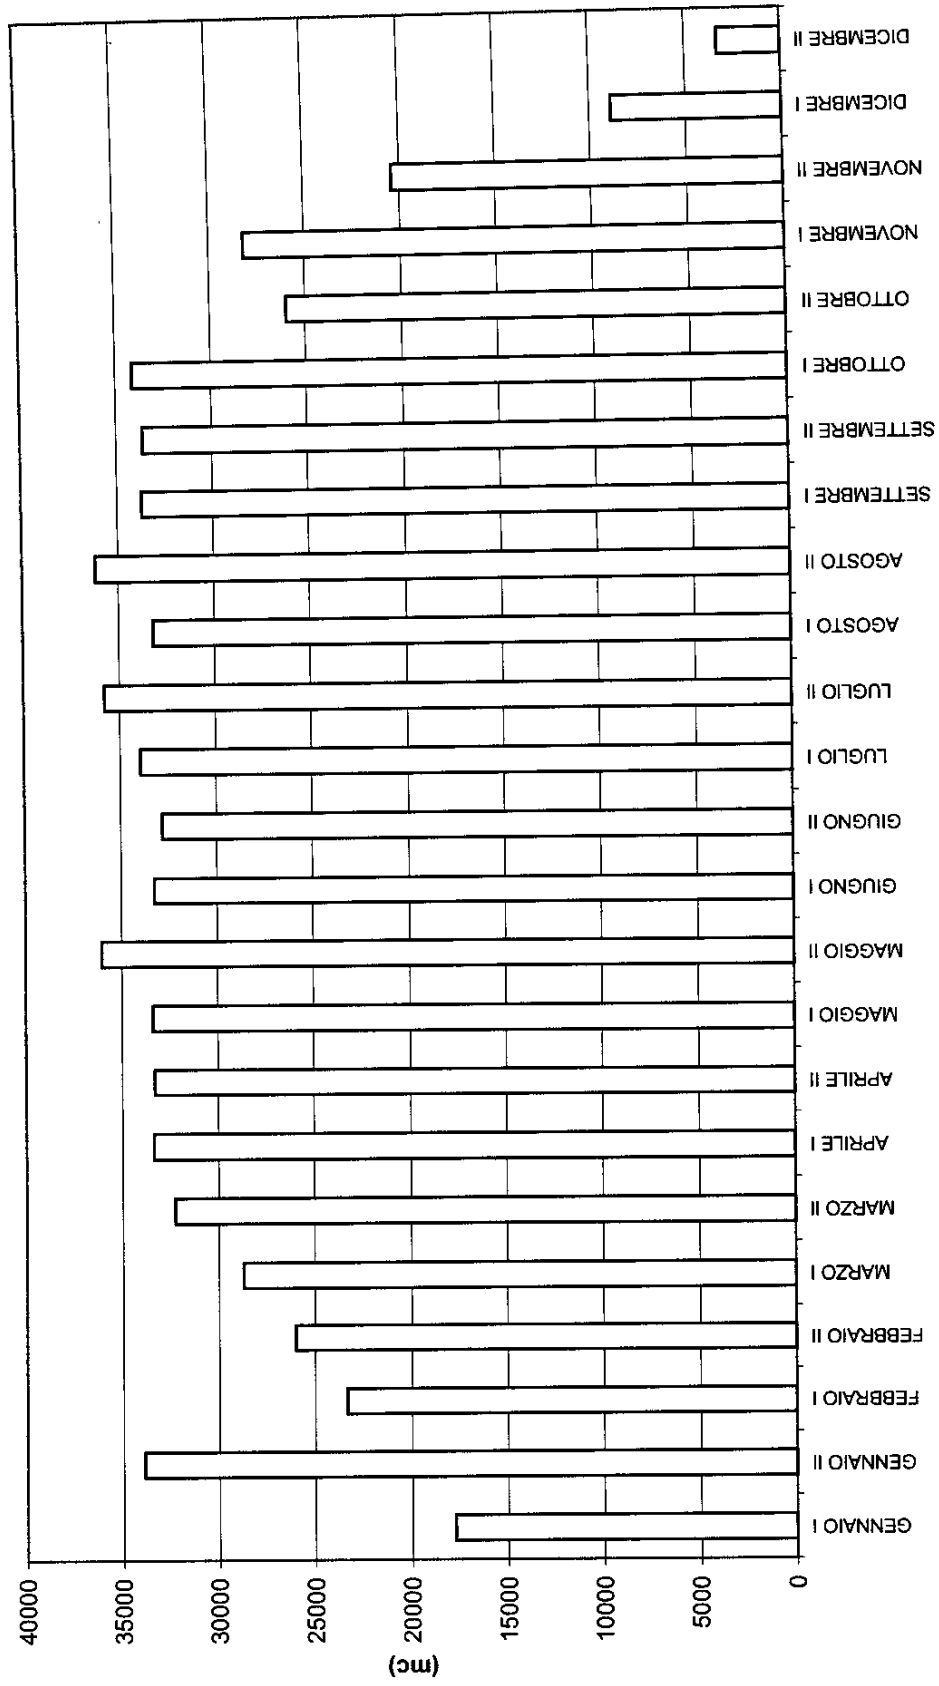 40000
35000
30000
25000
20000
15000
10000
5000
0
(mc)
GENNAIO I
GENNAIO II
FEBBRAIO I
FEBBRAIO II
MARZO I
MARZO II
APRILE I
APRILE II
MAGGIO I
MAGGIO II
GIUGNO I
GIUGNO II
LUGLIO I
LUGLIO II
AGOSTO I
AGOSTO II
SETTEMBRE I
SETTEMBRE II
OTTOBRE I
OTTOBRE II
NOVEMBRE I
NOVEMBRE II
DICEMBRE I
DICEMBRE II